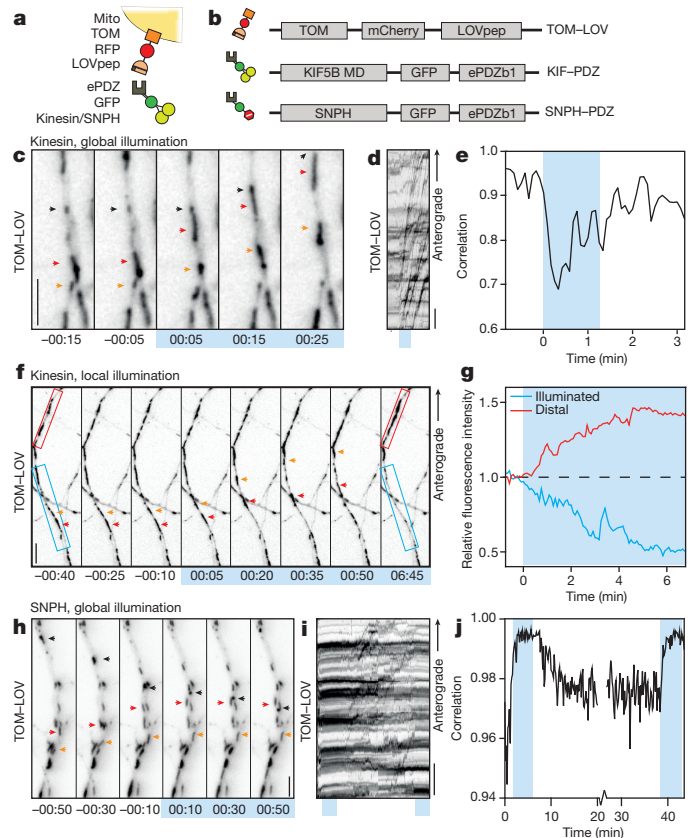 a
Mito
TOM
RFP
LOVpep
ePDZ
GFP
Kinesin/SNPH
b
TOM mCherry LOVpep TOM–LOV
KIF5B MD GFP ePDZb1 KIF–PDZ
SNPH GFP ePDZb1 SNPH–PDZ
c Kinesin, global illumination
TOM–LOV
–00:15 –00:05 00:05 00:15 00:25
d
TOM–LOV
Anterograde
e
Correlation
1.0
0.9
0.8
0.7
0.6
0 1 2 3
Time (min)
f Kinesin, local illumination
TOM–LOV
Anterograde
–00:40 –00:25 –00:10 00:05 00:20 00:35 00:50 06:45
g
Relative fluorescence intensity
Illuminated
Distal
1.5
1.0
0.5
0 2 4 6
Time (min)
h SNPH, global illumination
TOM–LOV
–00:50 –00:30 –00:10 00:10 00:30 00:50
i
TOM–LOV
Anterograde
j
Correlation
1.00
0.98
0.96
0.94
0 10 20 30 40
Time (min)